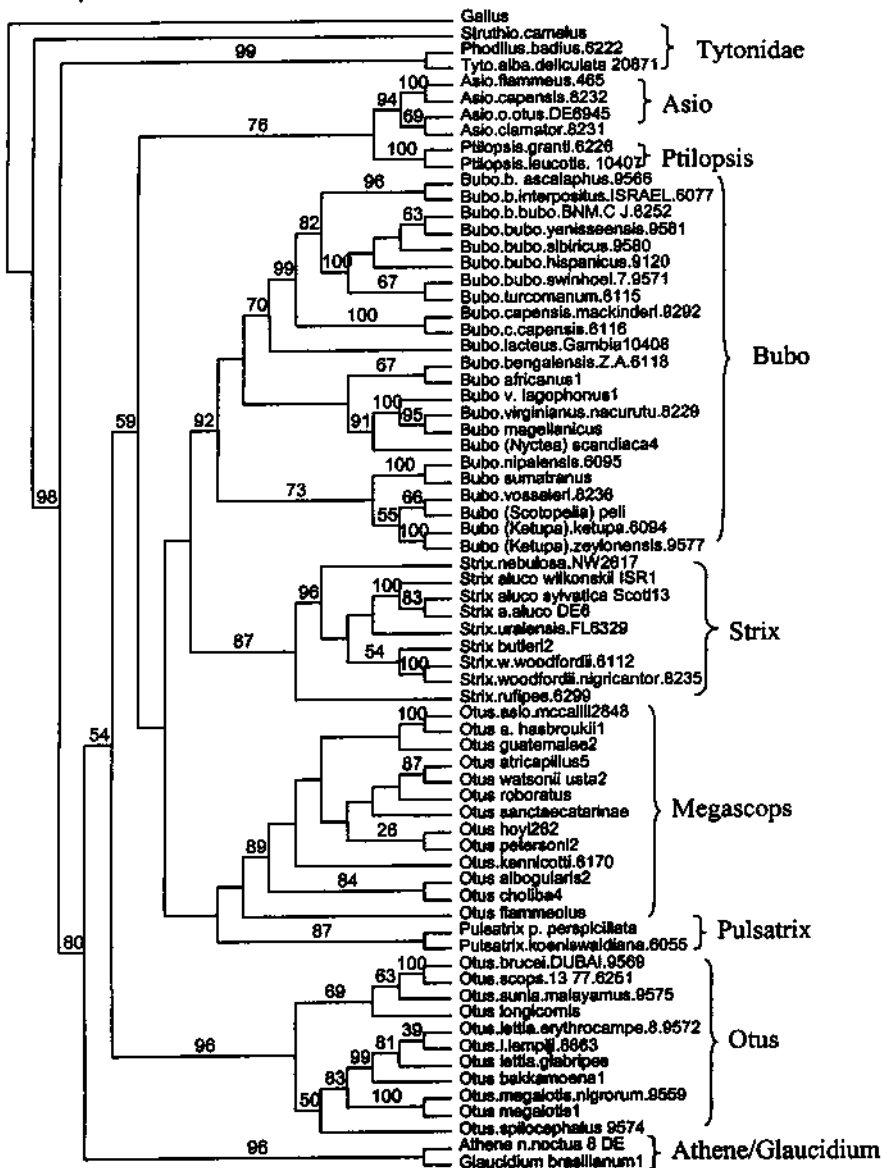 Gallus
Struthio.camelus
Phodilus.badius.6222
Tyto.alba.delicula 20871
Tytonidae
99
Asio.flammeus.465
Asio.capensis.8232
Asio.o.otus.DE6945
Asio.clamator.8231
Asio
100
94
69
76
Ptilopsis.granti.6226
Ptilopsis.leucotis. 10407
Ptilopsis
100
Bubo.b. ascalaphus.9566
Bubo.b.interpositus.ISRAEL.6077
Bubo.b.bubo.BNM.C J.6252
Bubo.bubo.yenisseensis.9561
Bubo.bubo.sibiricus.9580
Bubo.bubo.hispanicus.9120
Bubo.bubo.swinhoei.7.9571
Bubo.turcomanum.6115
Bubo.capensis.mackinderi.8292
Bubo.c.capensis.6116
Bubo.lacteus.Gambia10408
Bubo.bengalensis.Z.A.6118
Bubo africanus1
Bubo v. lagophonus1
Bubo.virginianus.nacurutu.8229
Bubo magellanicus
Bubo (Nyctea) scandiaca4
Bubo.nipalensis.6095
Bubo sumatranus
Bubo.vosseleri.8236
Bubo (Scotopelia) peli
Bubo (Ketupa).ketupa.6094
Bubo (Ketupa).zeylonensis.9577
Bubo
96
82
63
99
100
67
70
100
67
59
92
100
91
95
100
73
66
55
100
98
Strix.nebulosa.NW2617
Strix aluco wilkonskii ISR1
Strix aluco sylvatica Scotl13
Strix a.aluco DE6
Strix.uralensis.FL6329
Strix butleri2
Strix.w.woodfordii.6112
Strix.woodfordii.nigricantor.8235
Strix.rufipes.6299
Strix
96
100
83
87
54
100
Otus.asio.mccallii2648
Otus a. hasbroukii1
Otus guatemalae2
Otus atricapillus5
Otus watsonii usta2
Otus roboratus
Otus sanctaecatarinae
Otus hoyi262
Otus petersoni2
Otus.kennicotti.6170
Otus albogularis2
Otus choliba4
Otus flammeolus
Megascops
100
87
26
89
84
54
Pulsatrix p. perspicillata
Pulsatrix.koeniswaldiana.6055
Pulsatrix
87
80
Otus.brucei.DUBAI.9569
Otus.scops.13 77.6251
Otus.sunia.malayamus.9575
Otus longicornis
Otus.lettia.erythrocampe.8.9572
Otus.l.lempiji.8663
Otus lettia.glabripes
Otus bakkamoena1
Otus.megalotis.nigrorum.9559
Otus megalotis1
Otus.spilocephalus 9574
Otus
100
63
69
39
81
99
83
96
100
50
Athene n.noctua 8 DE
Glaucidium brasilianum1
Athene/Glaucidium
96